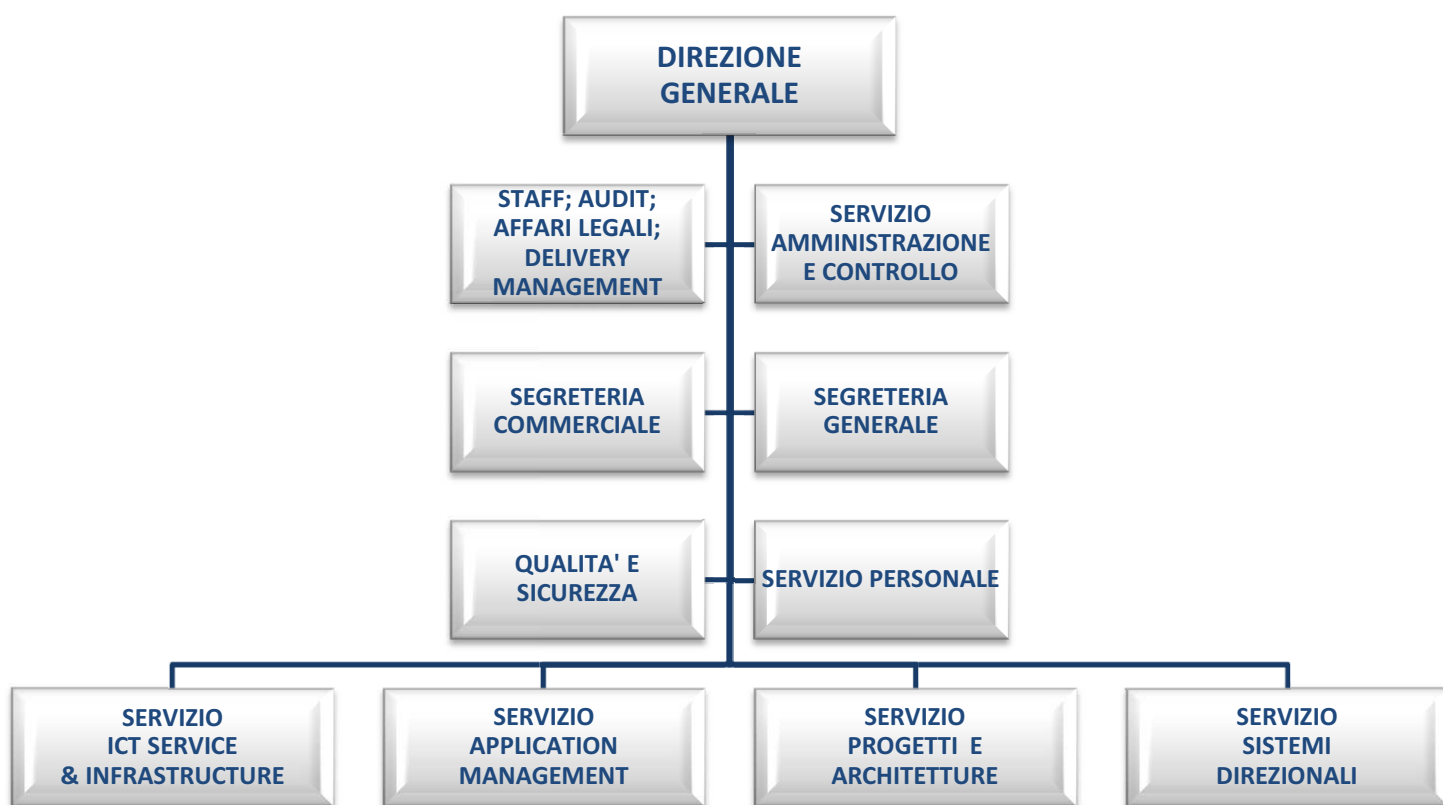 DIREZIONE
GENERALE
STAFF; AUDIT;
AFFARI LEGALI;
DELIVERY
MANAGEMENT
SERVIZIO
AMMINISTRAZIONE
E CONTROLLO
SEGRETERIA
COMMERCIALE
SEGRETERIA
GENERALE
QUALITA' E
SICUREZZA
SERVIZIO PERSONALE
SERVIZIO
ICT SERVICE
& INFRASTRUCTURE
SERVIZIO
APPLICATION
MANAGEMENT
SERVIZIO
PROGETTI E
ARCHITETTURE
SERVIZIO
SISTEMI
DIREZIONALI